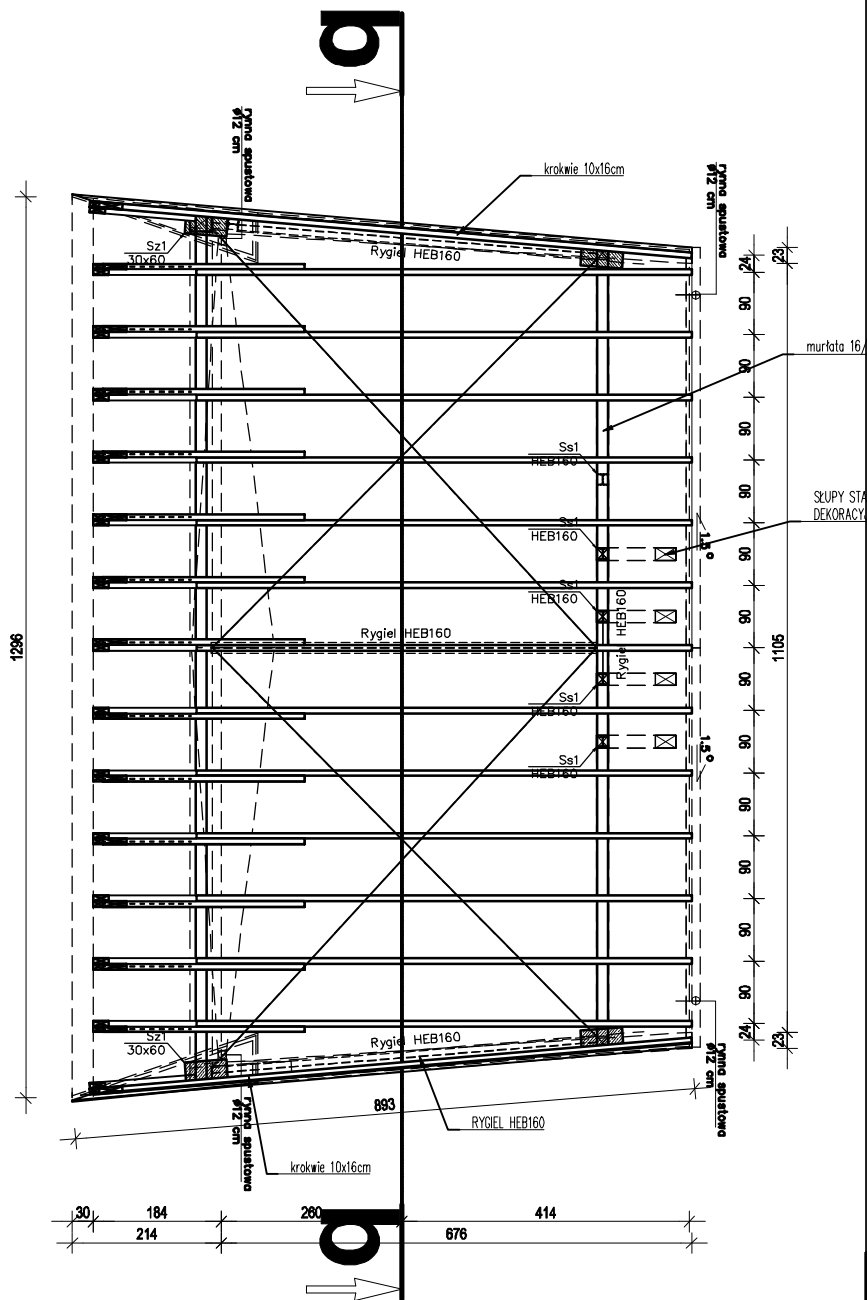 b
rynna spustowa
ø12 cm
krokwie 10x16cm
rynna spustowa
ø12 cm
Sz1
30x60
Rygiel HEB160
24
23
90
90
murłata 16/
90
Ss1
HEB160
90
SŁUPY STA
DEKORACYJ
Ss1
HEB160
1.5°
90
Ss1
HEB160
90
Rygiel HEB160
Rygiel HEB160
1296
1105
90
Ss1
HEB160
90
Ss1
HEB160
1.5°
90
90
90
90
90
Sz1
30x60
Rygiel HEB160
24
23
893
rynna spustowa
ø12 cm
RYGIEL HEB160
rynna spustowa
ø12 cm
krokwie 10x16cm
30
184
260
414
214
676
b